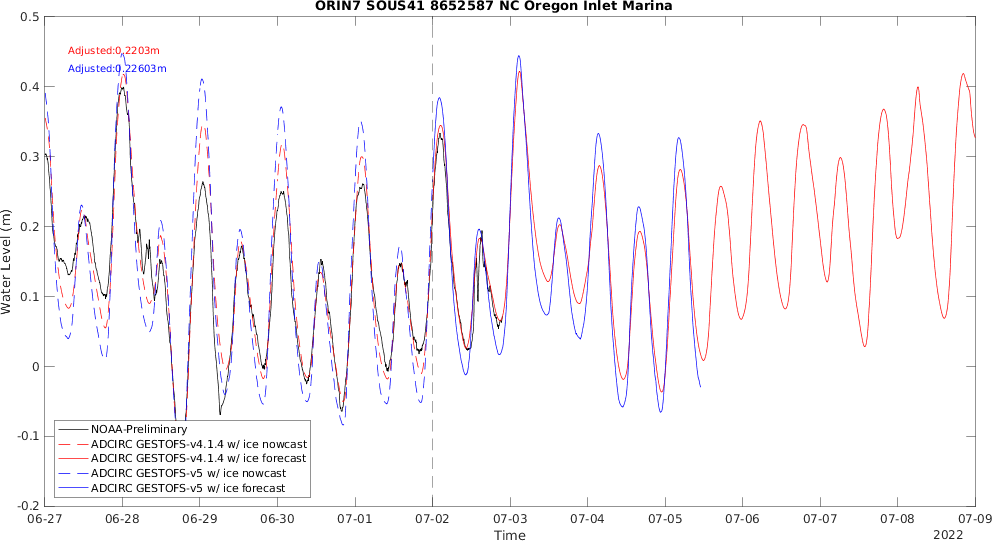 ORIN7 SOUS41 8652587 NC Oregon Inlet Marina
Adjusted:0.2203m
Adjusted:0.22603m
Water Level (m)
0.5
0.4
0.3
0.2
0.1
0
-0.1
-0.2
NOAA-Preliminary
ADCIRC GESTOFS-v4.1.4 w/ ice nowcast
ADCIRC GESTOFS-v4.1.4 w/ ice forecast
ADCIRC GESTOFS-v5 w/ ice nowcast
ADCIRC GESTOFS-v5 w/ ice forecast
06-27 06-28 06-29 06-30 07-01 07-02 07-03 07-04 07-05 07-06 07-07 07-08 07-09
Time
2022